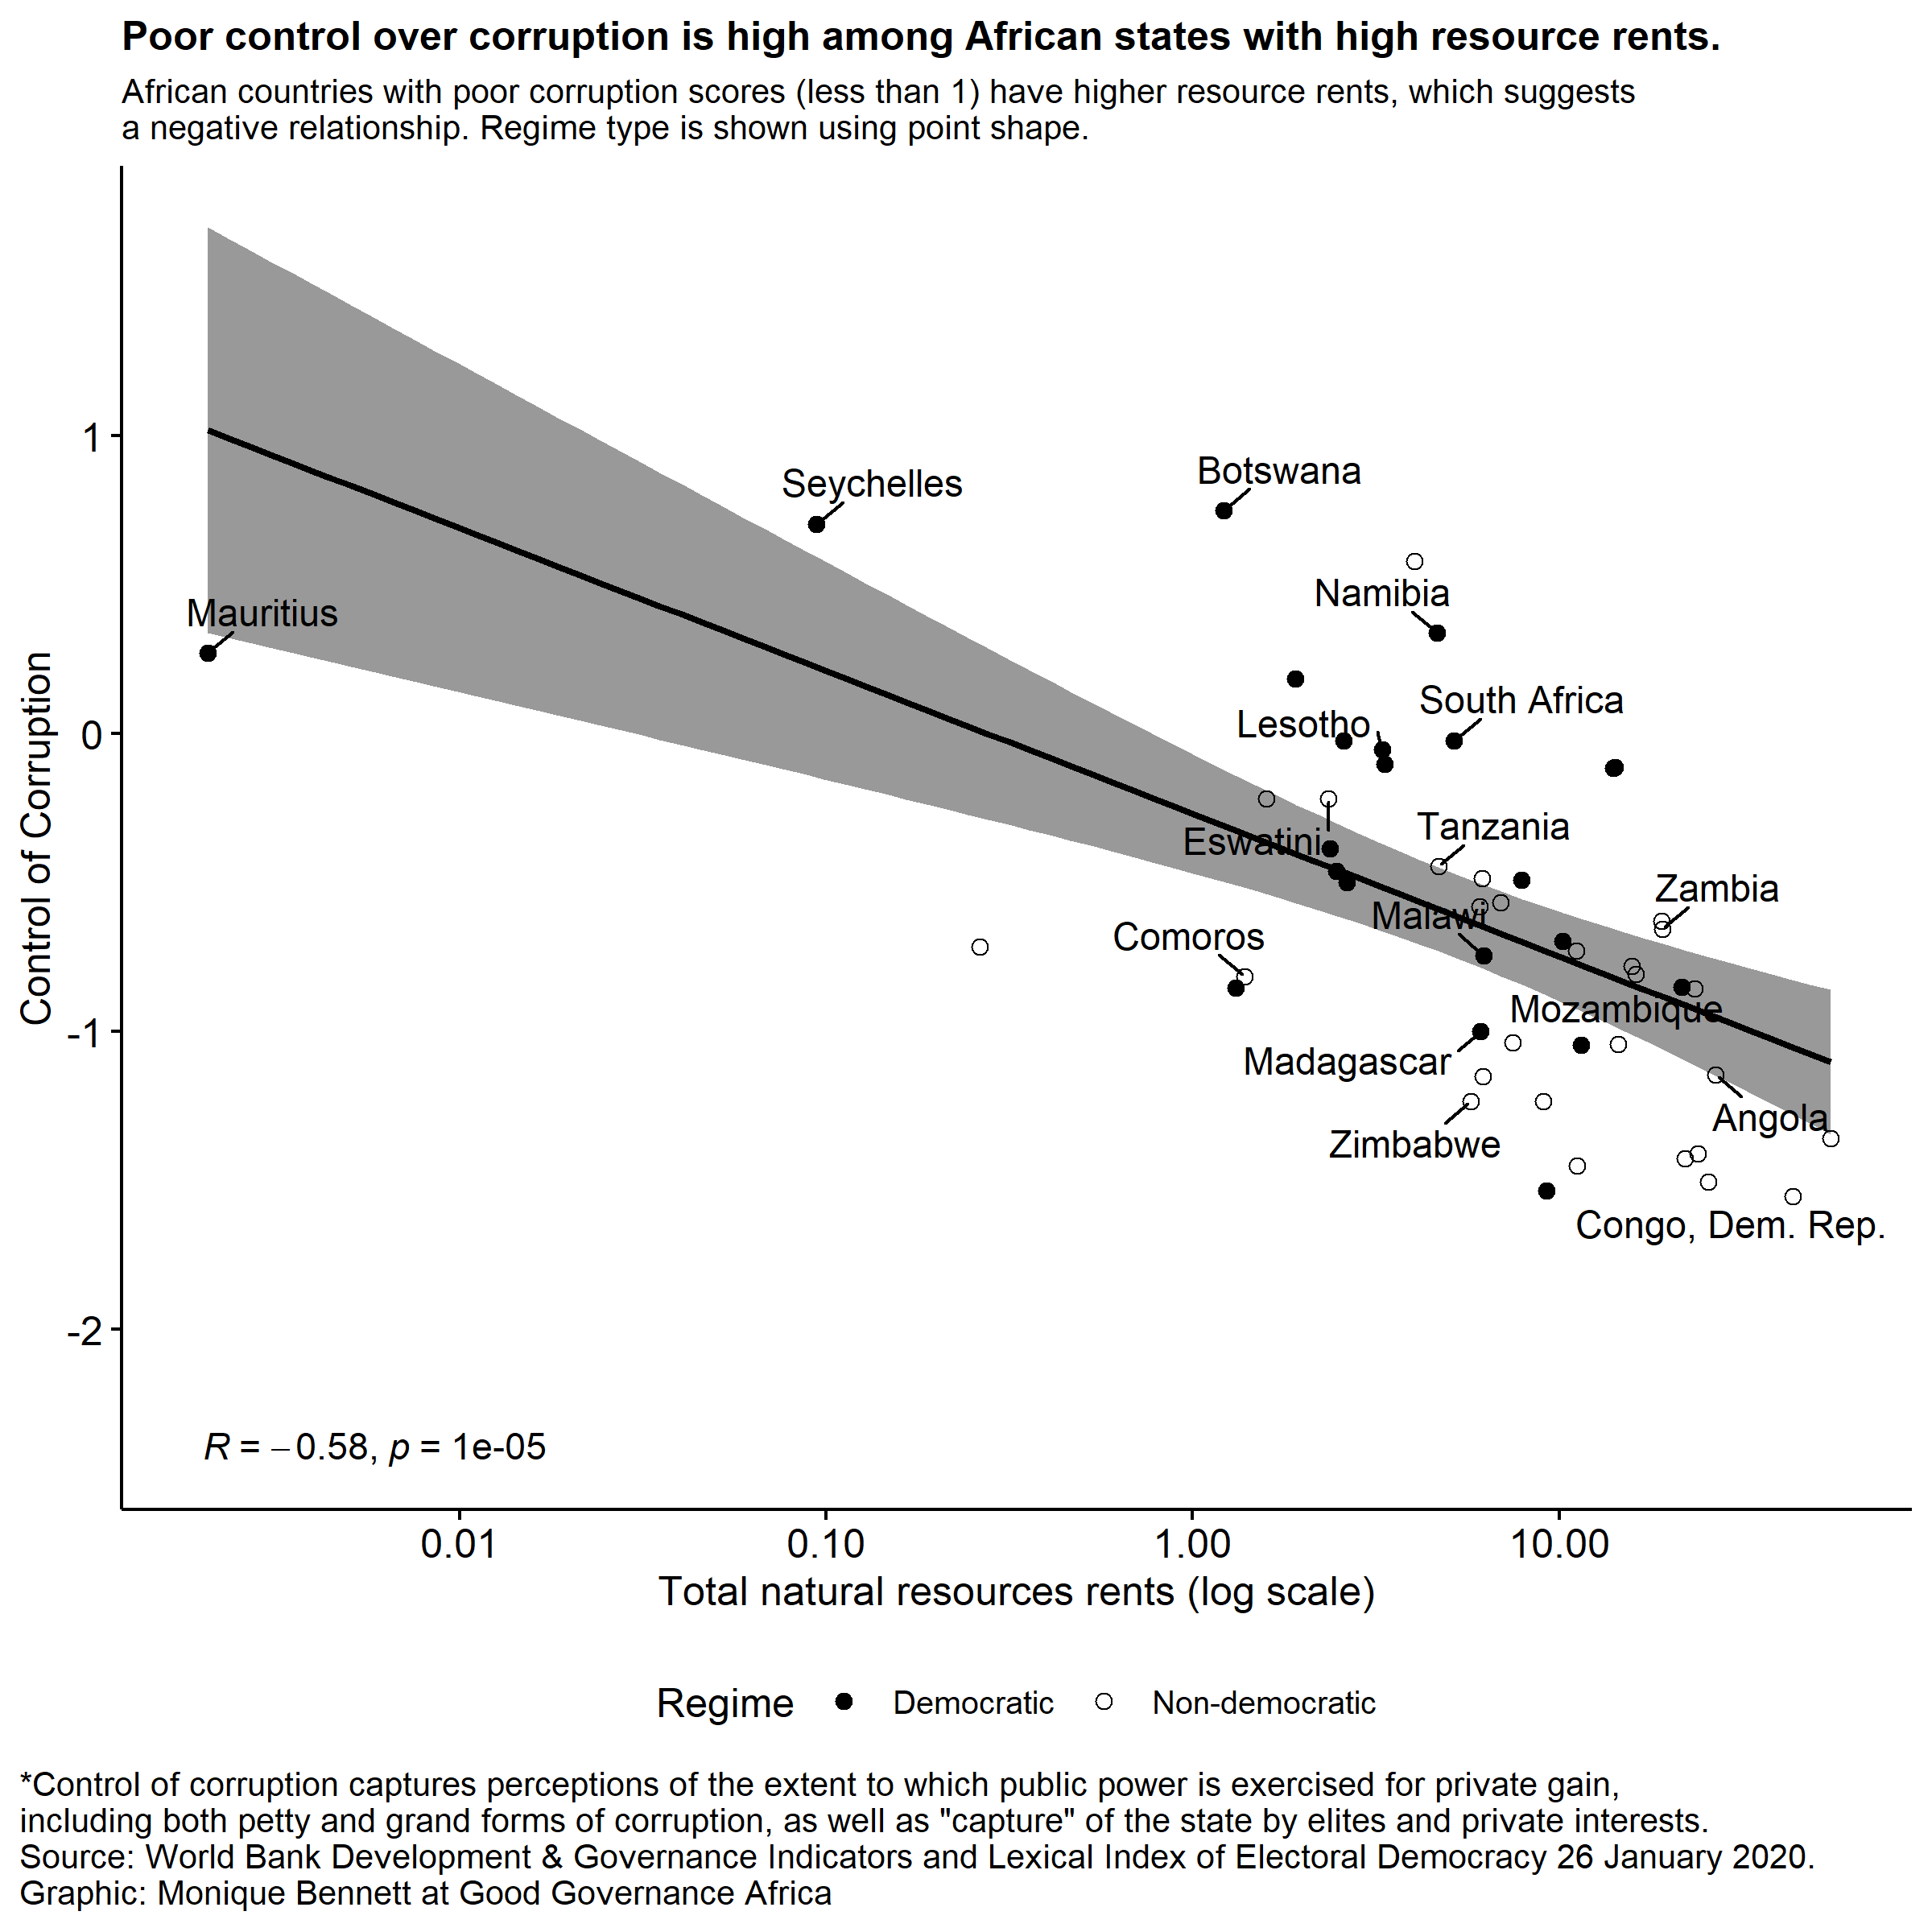 Poor control over corruption is high among African states with high resource rents.
African countries with poor corruption scores (less than 1) have higher resource rents, which suggests
a negative relationship. Regime type is shown using point shape.
Control of Corruption
1
0
-1
-2
Botswana
Seychelles
Namibia
Mauritius
South Africa
Lesotho
Tanzania
Eswatini
Zambia
Malawi
Comoros
Mozambique
Madagascar
Angola
Zimbabwe
Congo, Dem. Rep.
R = −0.58, p = 1e-05
0.01
0.10
1.00
10.00
Total natural resources rents (log scale)
Regime
Democratic
Non-democratic
*Control of corruption captures perceptions of the extent to which public power is exercised for private gain,
including both petty and grand forms of corruption, as well as "capture" of the state by elites and private interests.
Source: World Bank Development & Governance Indicators and Lexical Index of Electoral Democracy 26 January 2020.
Graphic: Monique Bennett at Good Governance Africa